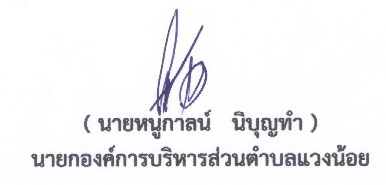 ( นายหนูกาลน์ นิบุญทำ )
นายกองค์การบริหารส่วนตำบลแวงน้อย